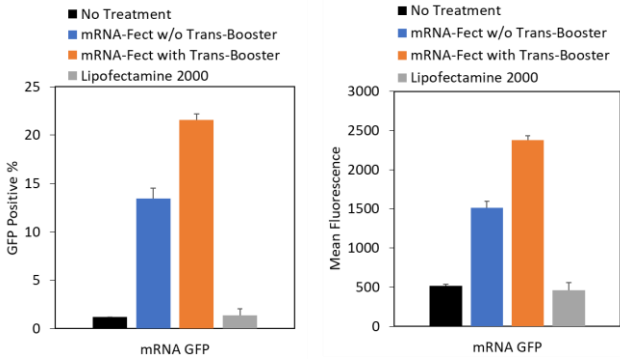 No Treatment
mRNA-Fect w/o Trans-Booster
mRNA-Fect with Trans-Booster
Lipofectamine 2000
25
20
15
10
5
0
GFP Positive %
mRNA GFP
No Treatment
mRNA-Fect w/o Trans-Booster
mRNA-Fect with Trans-Booster
Lipofectamine 2000
3000
2500
2000
1500
1000
500
0
Mean Fluorescence
mRNA GFP